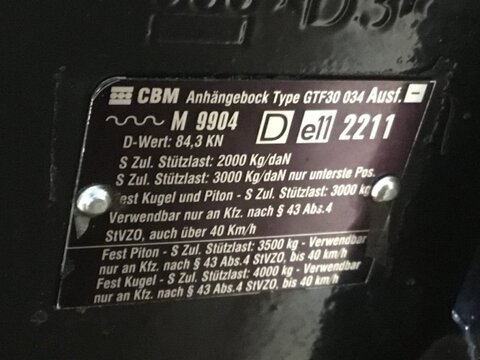 CBM Anhängebock Type GTF30 034 Ausf. -
M 9904 D e11 2211
D-Wert: 84,3 KN
S Zul. Stützlast: 2000 Kg/daN
S Zul. Stützlast: 3000 Kg/daN nur unterste Pos.
Fest Kugel und Piton - S Zul. Stützlast: 3000 kg
Verwendbar nur an Kfz. nach § 43 Abs.4
StVZO, auch über 40 Km/h
Fest Piton - S Zul. Stützlast: 3500 kg - Verwendbar
nur an Kfz. nach § 43 Abs.4 StVZO, bis 40 km/h
Fest Kugel - S Zul. Stützlast: 4000 kg - Verwendbar
nur an Kfz. nach § 43 Abs.4 StVZO, bis 40 km/h